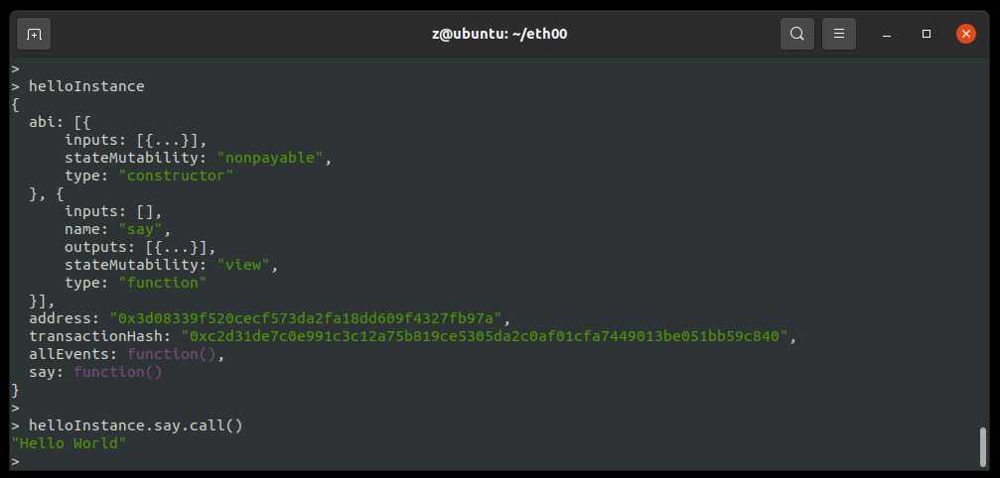 z@ubuntu: ~/eth00
>
> helloInstance
{
  abi: [{
      inputs: [{...}],
      stateMutability: "nonpayable",
      type: "constructor"
  }, {
      inputs: [],
      name: "say",
      outputs: [{...}],
      stateMutability: "view",
      type: "function"
  }],
  address: "0x3d08339f520cecf573da2fa18dd609f4327fb97a",
  transactionHash: "0xc2d31de7c0e991c3c12a75b819ce5305da2c0af01cfa7449013be051bb59c840",
  allEvents: function(),
  say: function()
}
>
> helloInstance.say.call()
"Hello World"
>